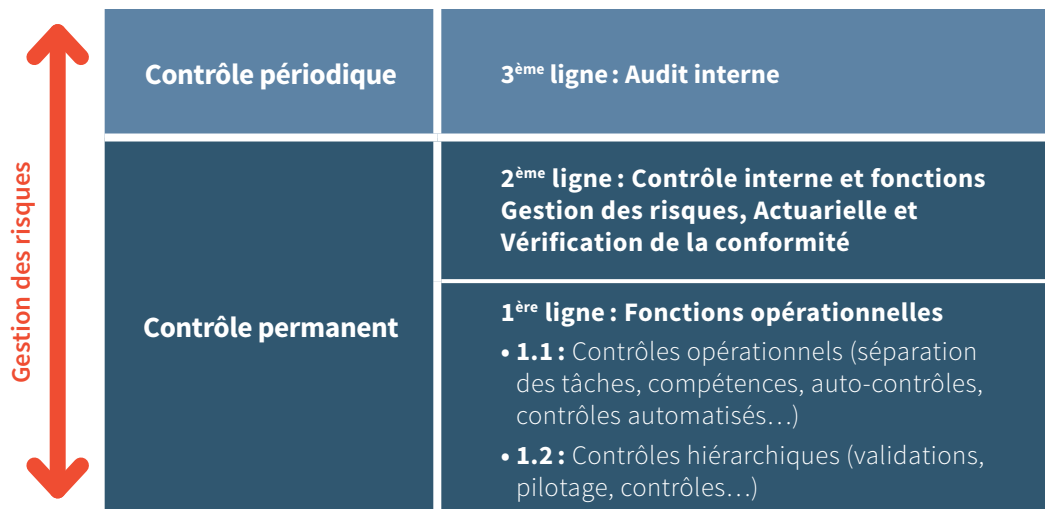 Gestion des risques
Contrôle périodique
3ème ligne : Audit interne
Contrôle permanent
2ème ligne : Contrôle interne et fonctions
Gestion des risques, Actuarielle et
Vérification de la conformité
1ère ligne : Fonctions opérationnelles
• 1.1 : Contrôles opérationnels (séparation
des tâches, compétences, auto-contrôles,
contrôles automatisés…)
• 1.2 : Contrôles hiérarchiques (validations,
pilotage, contrôles…)